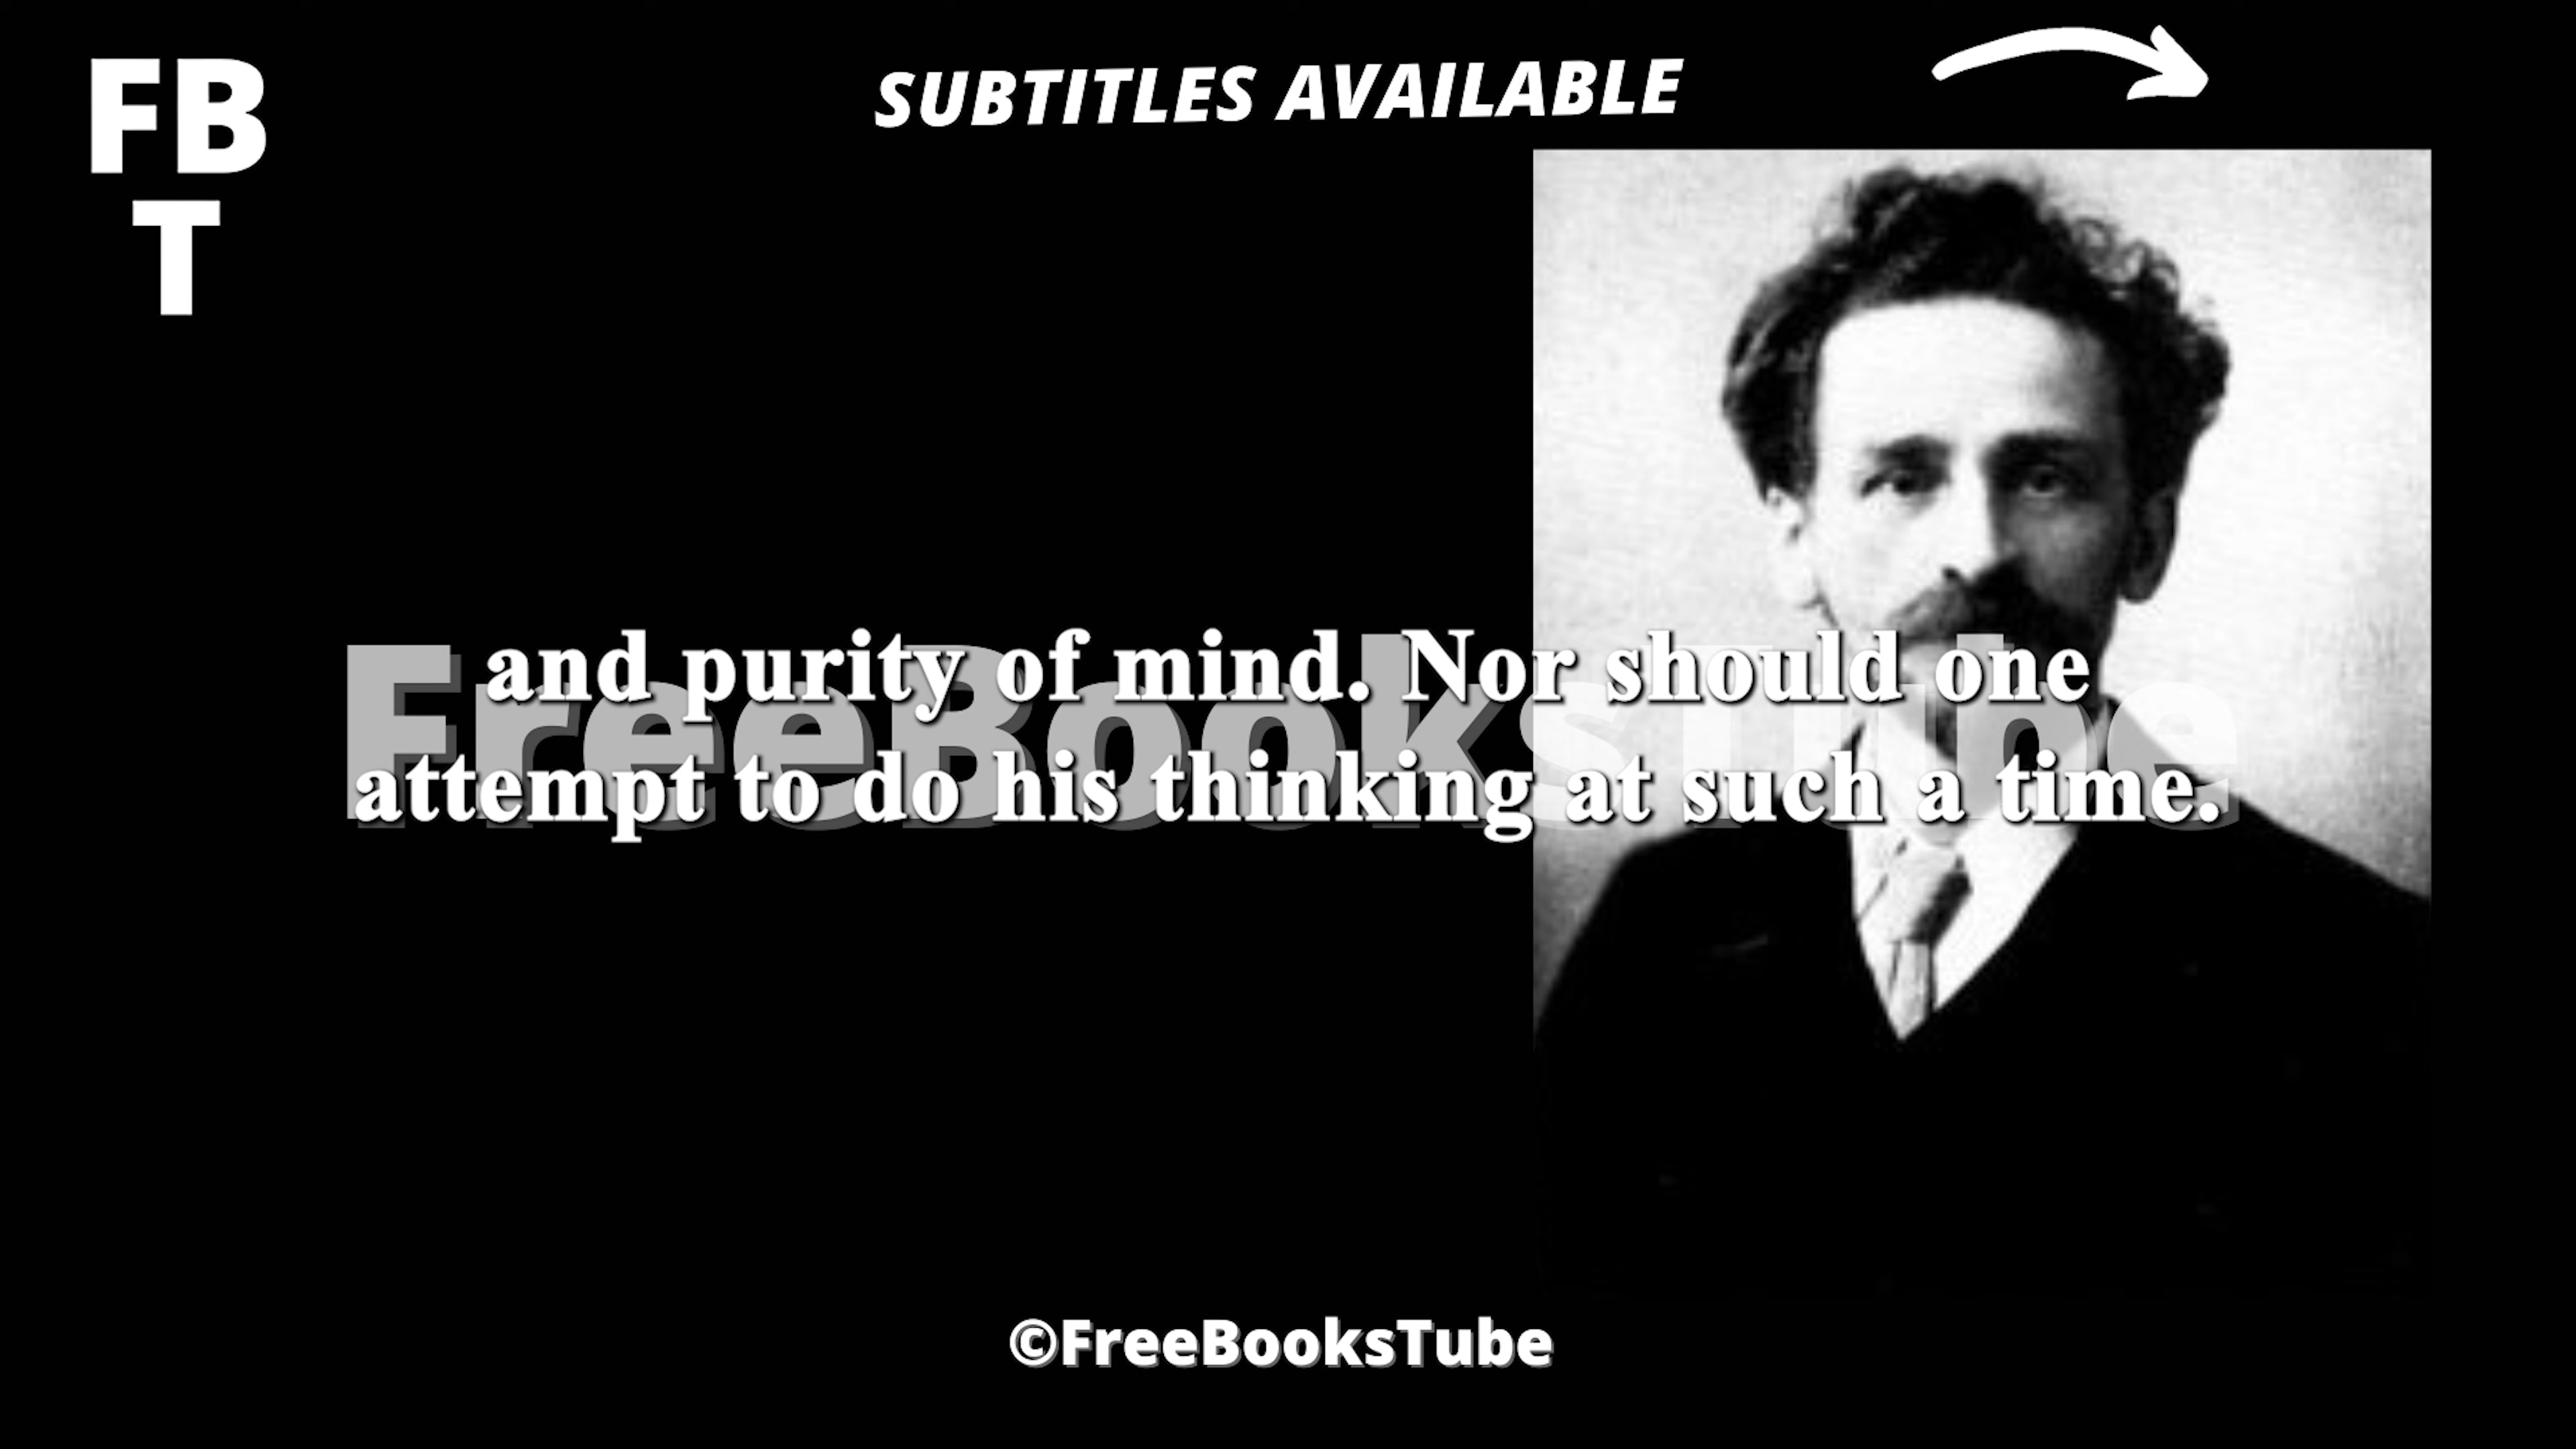 FB
T
SUBTITLES AVAILABLE
and purity of mind. Nor should one
attempt to do his thinking at such a time.
FreeBooksTube
©FreeBooksTube